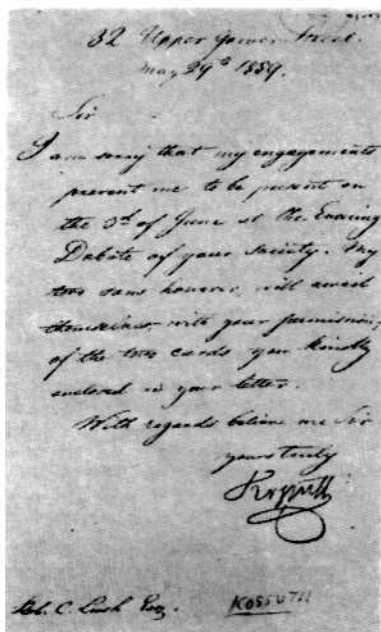 32 Upper Gower Street.
May 29th 1859.
Sir
I am sorry that my engagements
prevent me to be present on
the 3d of June at the Evening
Debate of your Society. My
two sons however, will avail
themselves with your permission,
of the two cards you kindly
enclosed in your letter.
With regards believe me Sir
yours truly
Kossuth
C. Lush Esq.
KOSSUTH